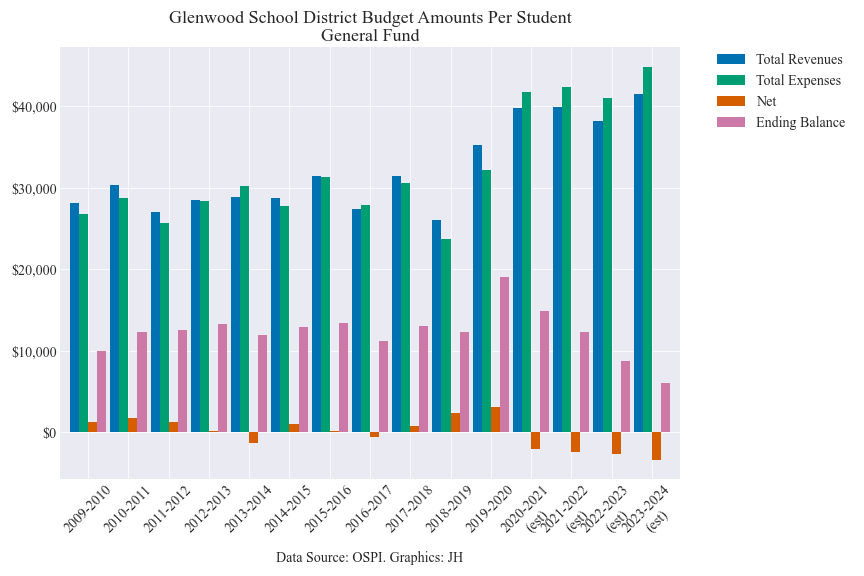 Glenwood School District Budget Amounts Per Student
General Fund
Total Revenues
Total Expenses
Net
Ending Balance
$40,000
$30,000
$20,000
$10,000
$0
2009-2010
2010-2011
2011-2012
2012-2013
2013-2014
2014-2015
2015-2016
2016-2017
2017-2018
2018-2019
2019-2020
2020-2021
(est)
2021-2022
(est)
2022-2023
(est)
2023-2024
(est)
Data Source: OSPI. Graphics: JH